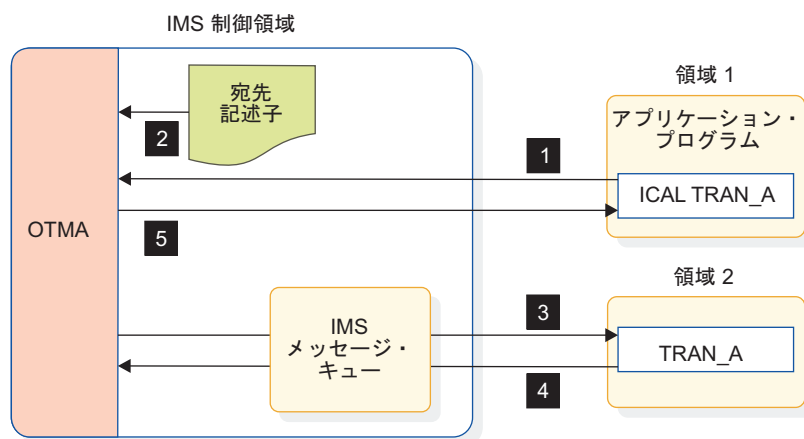 IMS 制御領域
宛先
記述子
2
領域 1
アプリケーション・
プログラム
1
ICAL TRAN_A
OTMA
5
領域 2
IMS
メッセージ・
キュー
3
TRAN_A
4